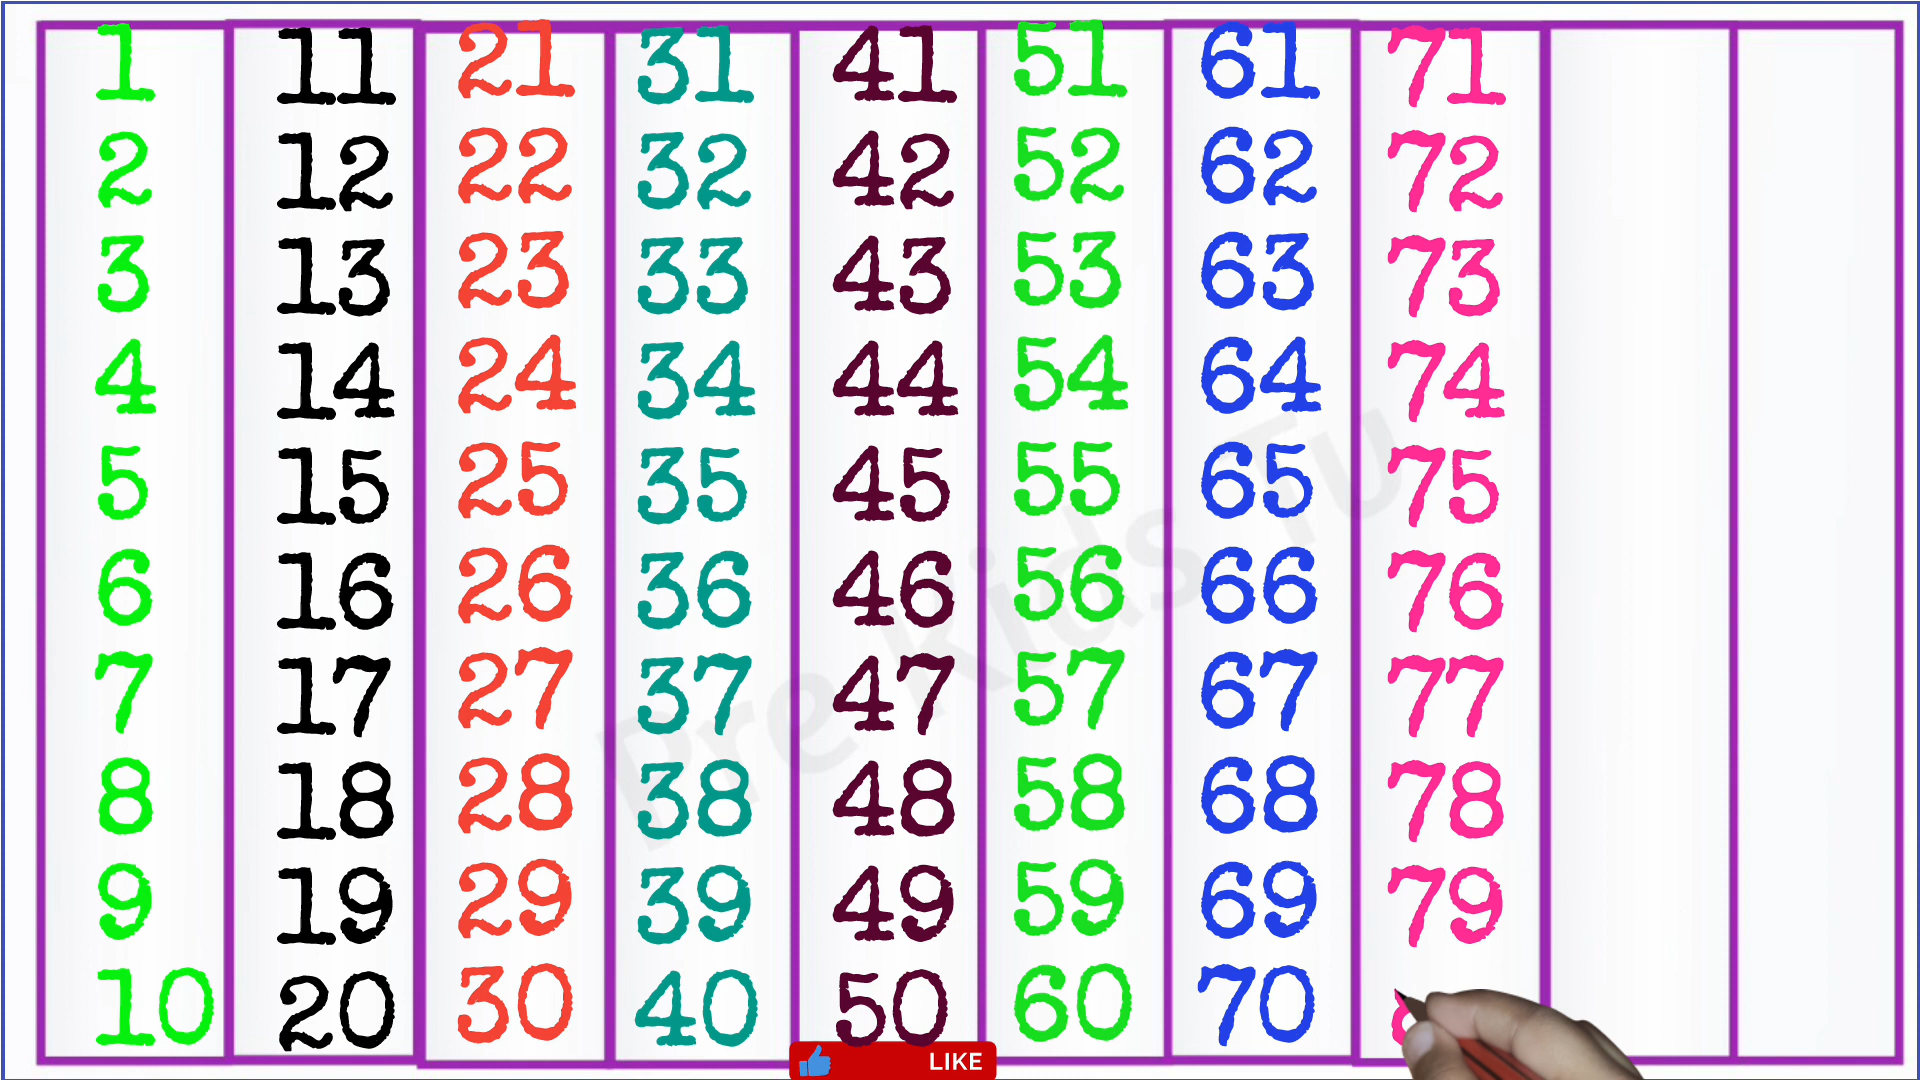 1 11 21 31 41 51 61 71
2 12 22 32 42 52 62 72
3 13 23 33 43 53 63 73
4 14 24 34 44 54 64 74
5 15 25 35 45 55 65 75
6 16 26 36 46 56 66 76
7 17 27 37 47 57 67 77
8 18 28 38 48 58 68 78
9 19 29 39 49 59 69 79
10 20 30 40 50 60 70
Pre Kids Tu
LIKE